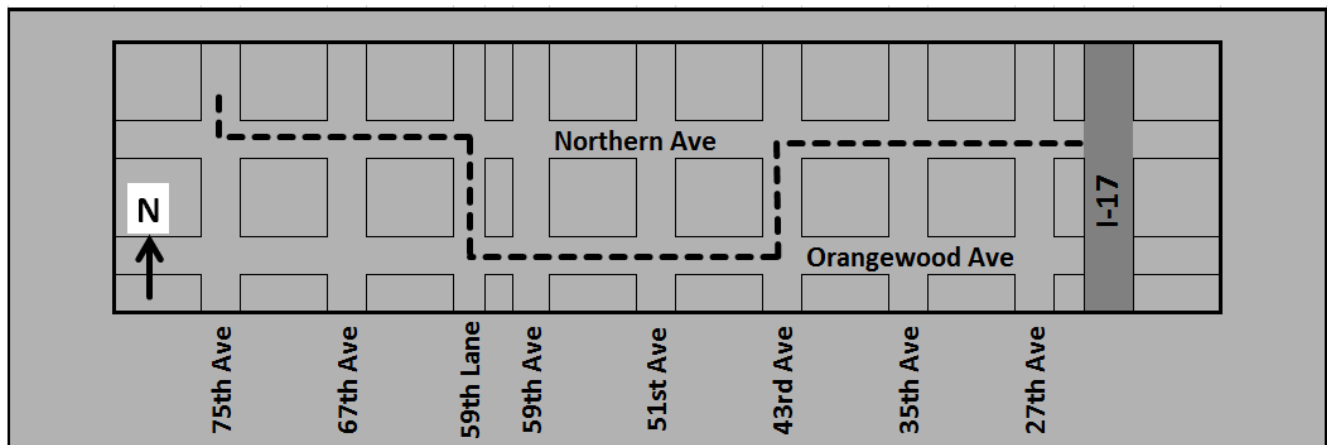 Northern Ave
N
I-17
Orangewood Ave
75th Ave
67th Ave
59th Lane
59th Ave
51st Ave
43rd Ave
35th Ave
27th Ave